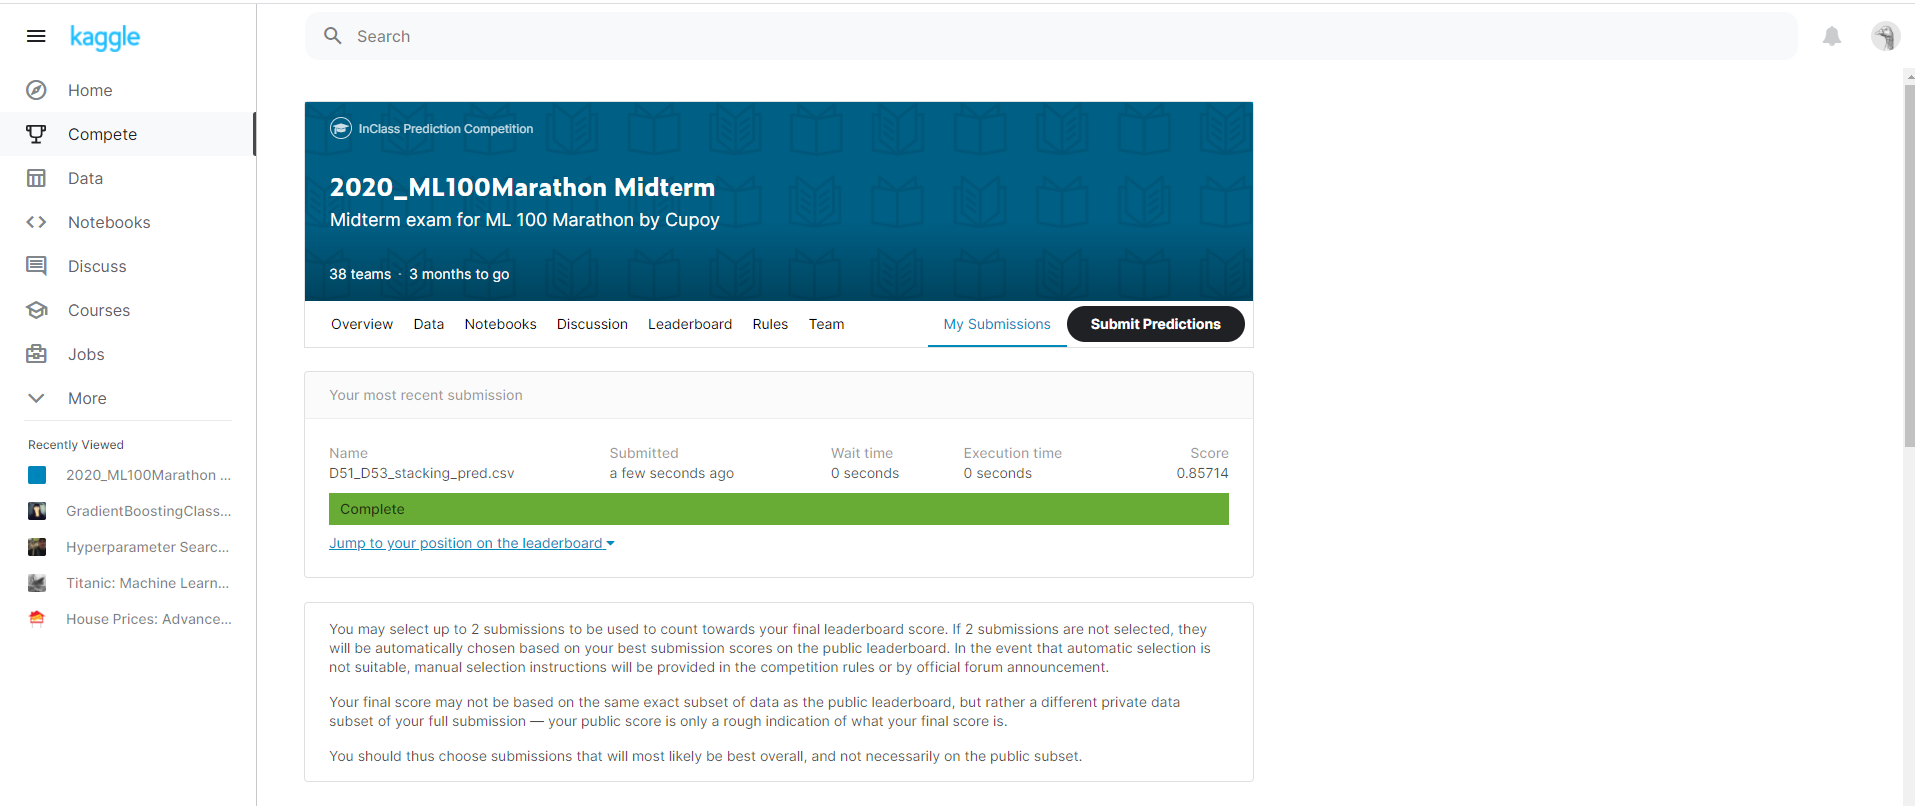 kaggle
Search
Home
Compete
Data
Notebooks
Discuss
Courses
Jobs
More
Recently Viewed
2020_ML100Marathon ...
GradientBoostingClass...
Hyperparameter Searc...
Titanic: Machine Learn...
House Prices: Advance...
InClass Prediction Competition
2020_ML100Marathon Midterm
Midterm exam for ML 100 Marathon by Cupoy
38 teams · 3 months to go
Overview Data Notebooks Discussion Leaderboard Rules Team My Submissions Submit Predictions
Your most recent submission
Name Submitted Wait time Execution time Score
D51_D53_stacking_pred.csv a few seconds ago 0 seconds 0 seconds 0.85714
Complete
Jump to your position on the leaderboard
You may select up to 2 submissions to be used to count towards your final leaderboard score. If 2 submissions are not selected, they
will be automatically chosen based on your best submission scores on the public leaderboard. In the event that automatic selection is
not suitable, manual selection instructions will be provided in the competition rules or by official forum announcement.
Your final score may not be based on the same exact subset of data as the public leaderboard, but rather a different private data
subset of your full submission — your public score is only a rough indication of what your final score is.
You should thus choose submissions that will most likely be best overall, and not necessarily on the public subset.